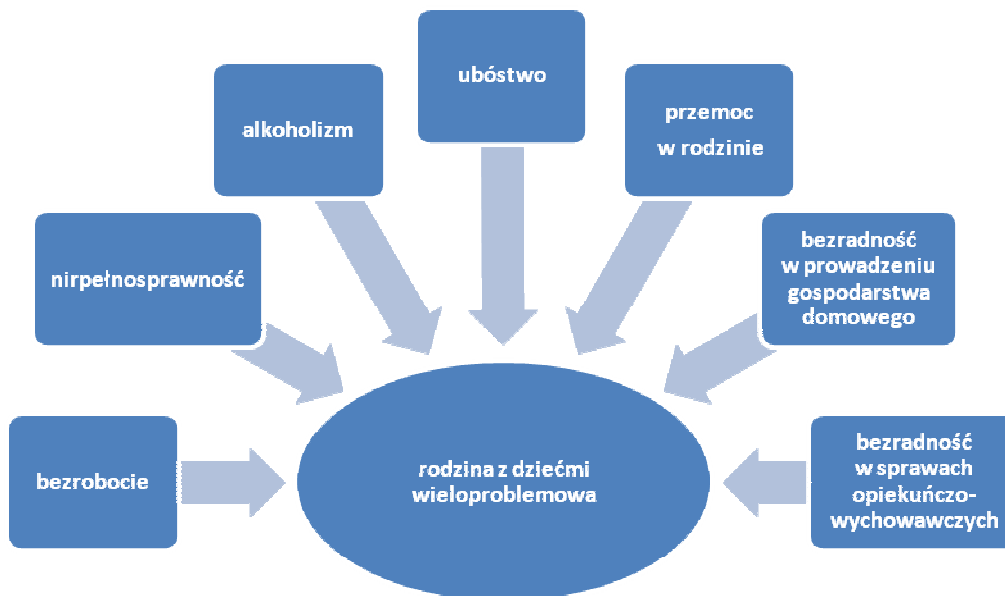 ubóstwo
alkoholizm
przemoc
w rodzinie
nirpełnosprawność
bezradność
w prowadzeniu
gospodarstwa
domowego
bezrobocie
rodzina z dziećmi
wieloproblemowa
bezradność
w sprawach
opiekuńczo-
wychowawczych